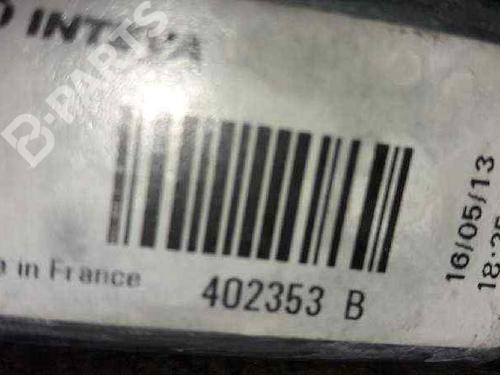 INTEVA
B-PARTS
in France
402353 B
16/05/13